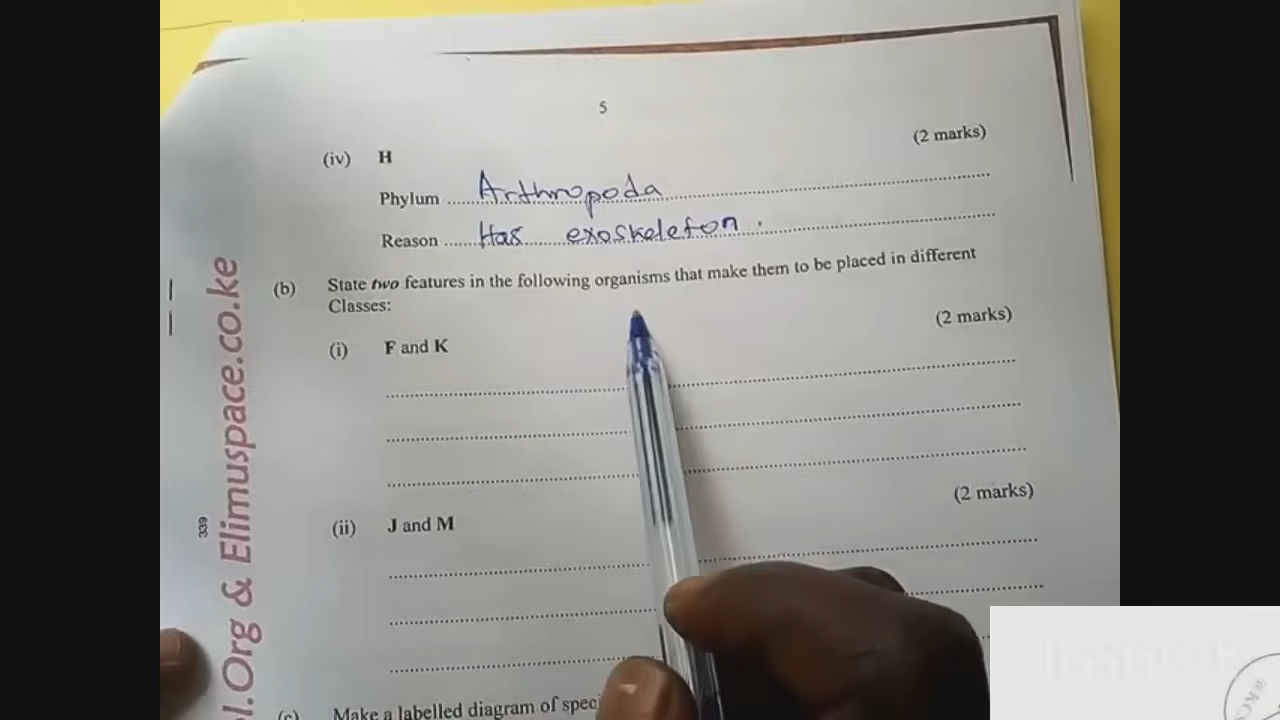 5
(iv) H (2 marks)
Phylum Arthropoda
Reason Has exoskeleton.
(b) State two features in the following organisms that make them to be placed in different
Classes:
(i) F and K (2 marks)
(ii) J and M (2 marks)
(c) Make a labelled diagram of spec
339
l.Org & Elimuspace.co.ke